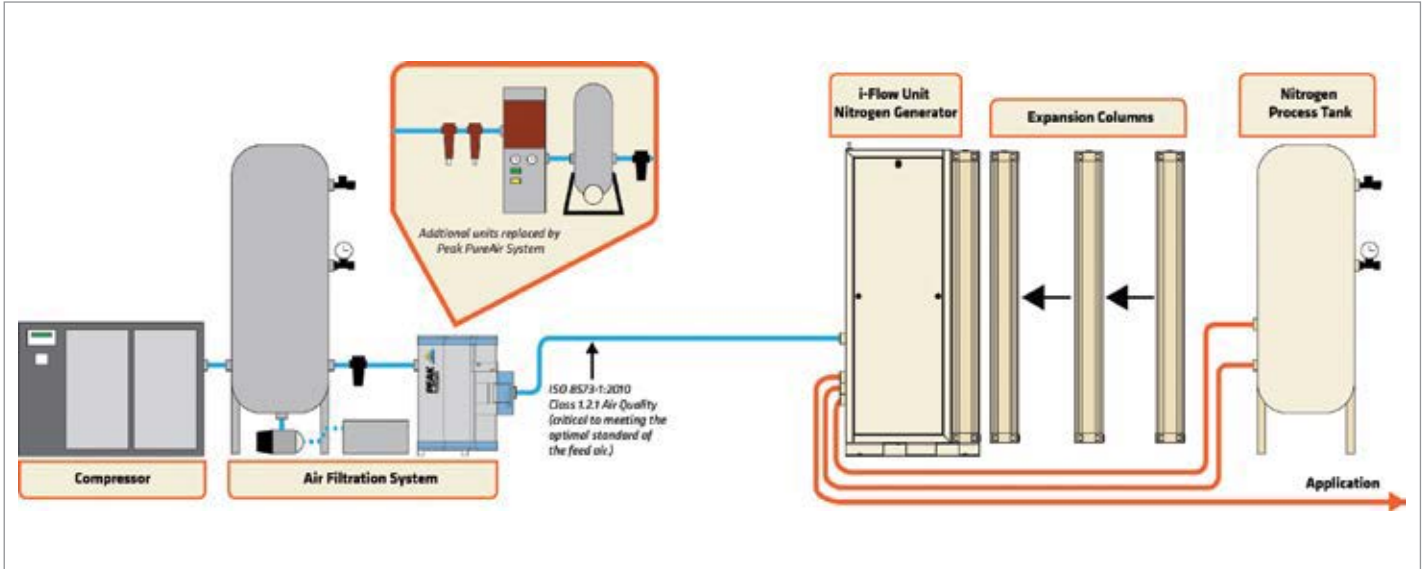 Addtional units replaced by
Peak PureAir System
i-Flow Unit
Nitrogen Generator
Expansion Columns
Nitrogen
Process Tank
PEAK
ISO 8573-1:2010
Class 1.2.1 Air Quality
(critical to meeting the
optimal standard of
the feed air.)
Compressor
Air Filtration System
Application